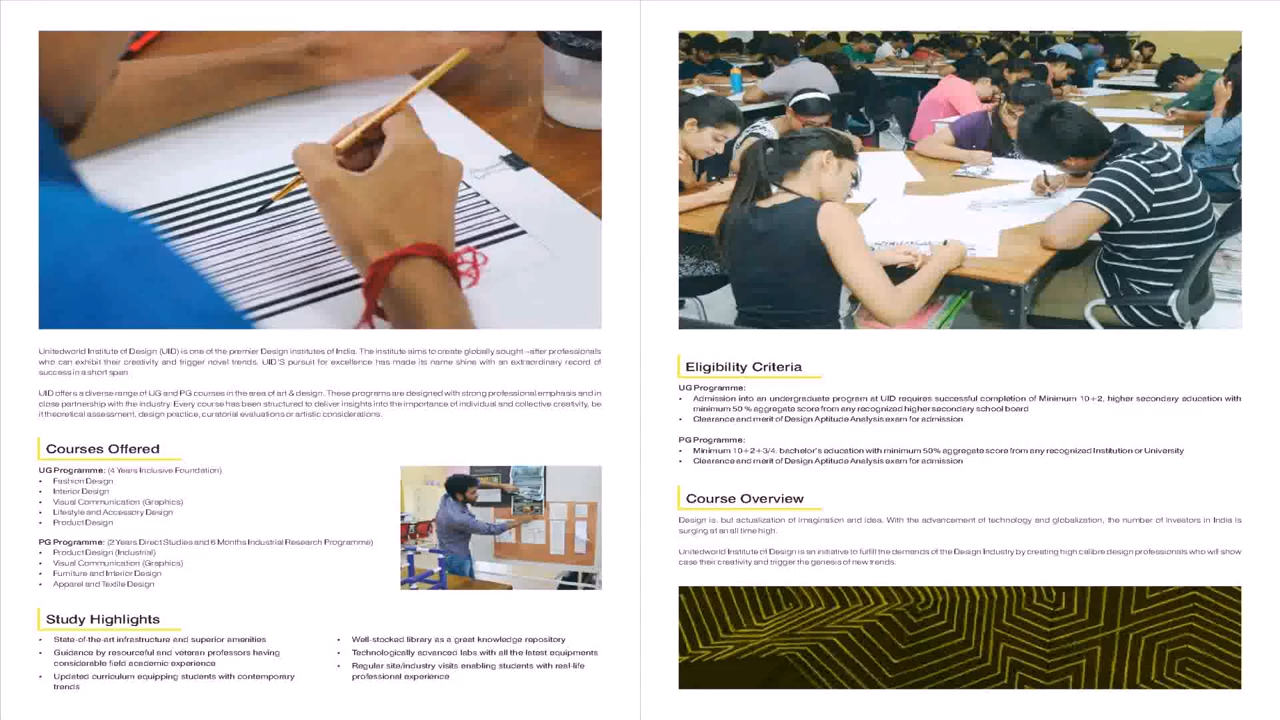 Unitedworld Institute of Design (UID) is one of the premier Design institutes of India. The institute aims to create globally sought -after professionals
who can exhibit their creativity and trigger novel trends. UID'S pursuit for excellence has made its name shine with an extraordinary record of
success in a short span
UID offers a diverse range of UG and PG courses in the area of art & design. These programs are designed with strong professional emphasis and in
close partnership with the industry. Every course has been structured to deliver insights into the importance of individual and collective creativity, be
it theoretical assessment, design practice, curatorial evaluations or artistic considerations.
Courses Offered
UG Programme: (4 Years Inclusive Foundation)
• Fashion Design
• Interior Design
• Visual Communication (Graphics)
• Lifestyle and Accessory Design
• Product Design
PG Programme: (2 Years Direct Studies and 6 Months Industrial Research Programme)
• Product Design (Industrial)
• Visual Communication (Graphics)
• Furniture and Interior Design
• Apparel and Textile Design
Study Highlights
• State-of-the-art infrastructure and superior amenities
• Guidance by resourceful and veteran professors having
considerable field academic experience
• Updated curriculum equipping students with contemporary
trends
• Well-stocked library as a great knowledge repository
• Technologically advanced labs with all the latest equipments
• Regular site/industry visits enabling students with real-life
professional experience
Eligibility Criteria
UG Programme:
• Admission into an undergraduate program at UID requires successful completion of Minimum 10+2, higher secondary education with
minimum 50 % aggregate score from any recognized higher secondary school board
• Clearance and merit of Design Aptitude Analysis exam for admission
PG Programme:
• Minimum 10+2+3/4, bachelor's education with minimum 50% aggregate score from any recognized Institution or University
• Clearance and merit of Design Aptitude Analysis exam for admission
Course Overview
Design is, but actualization of imagination and idea. With the advancement of technology and globalization, the number of investors in India is
surging at an all time high.
Unitedworld Institute of Design is an initiative to fulfill the demands of the Design Industry by creating high calibre design professionals who will show
case their creativity and trigger the genesis of new trends.